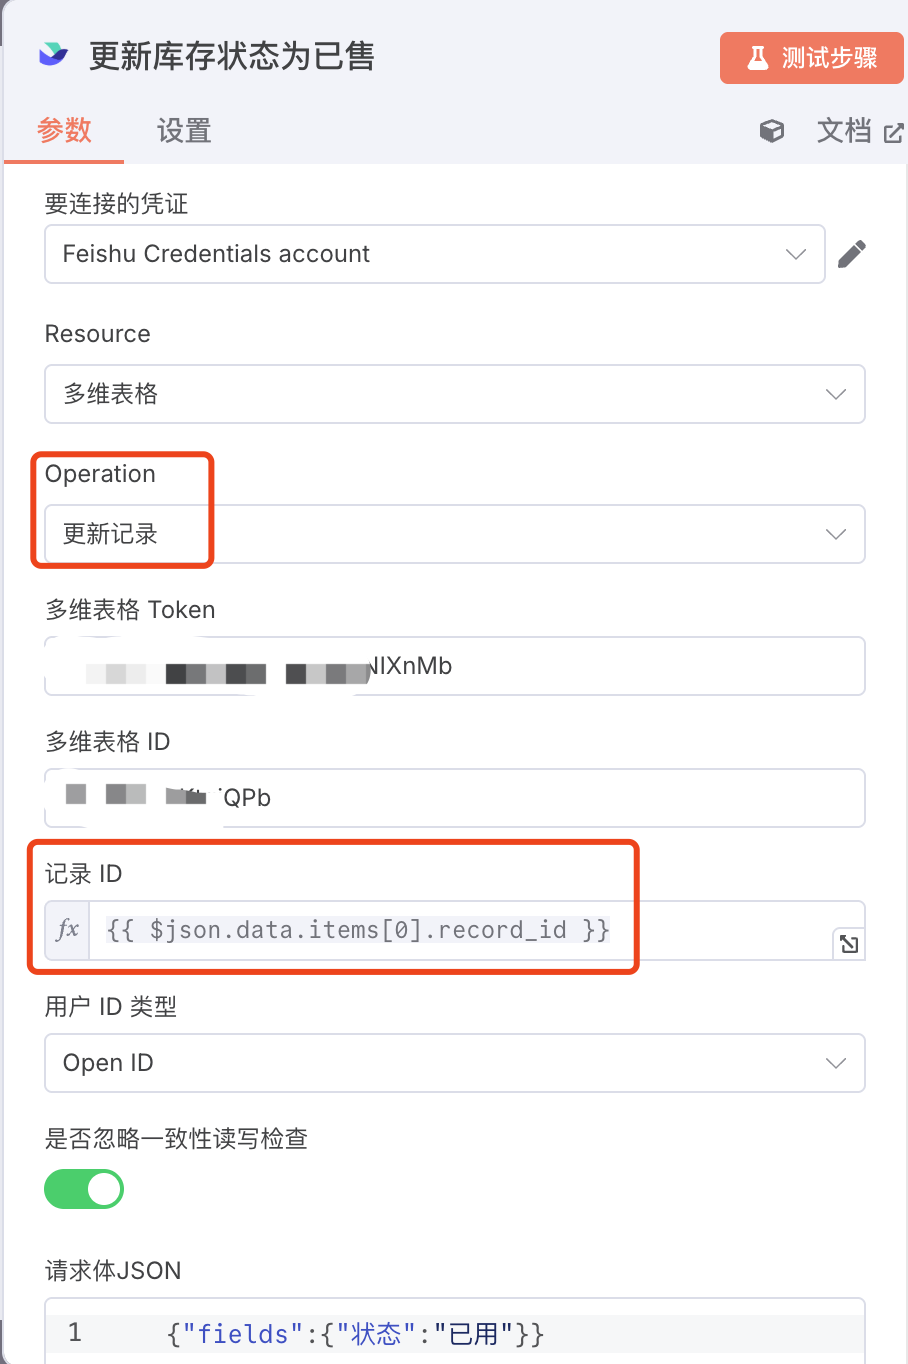 更新库存状态为已售
测试步骤
参数
设置
文档
要连接的凭证
Feishu Credentials account
Resource
多维表格
Operation
更新记录
多维表格 Token
NIXnMb
多维表格 ID
QPb
记录 ID
fx
{{ $json.data.items[0].record_id }}
用户 ID 类型
Open ID
是否忽略一致性读写检查
请求体JSON
1
{"fields":{"状态":"已用"}}